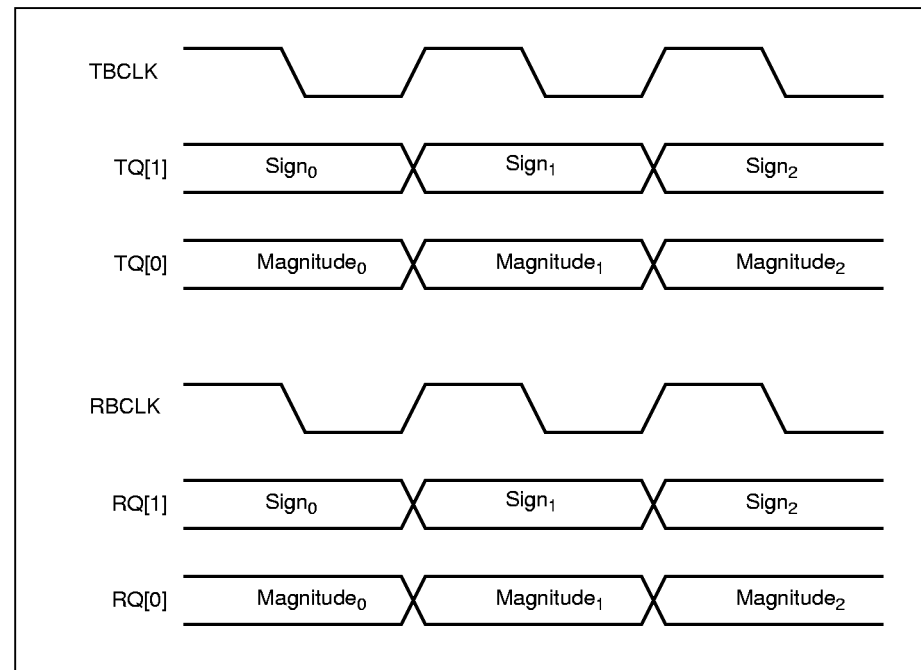 TBCLK
TQ[1] Sign₀ Sign₁ Sign₂
TQ[0] Magnitude₀ Magnitude₁ Magnitude₂
RBCLK
RQ[1] Sign₀ Sign₁ Sign₂
RQ[0] Magnitude₀ Magnitude₁ Magnitude₂